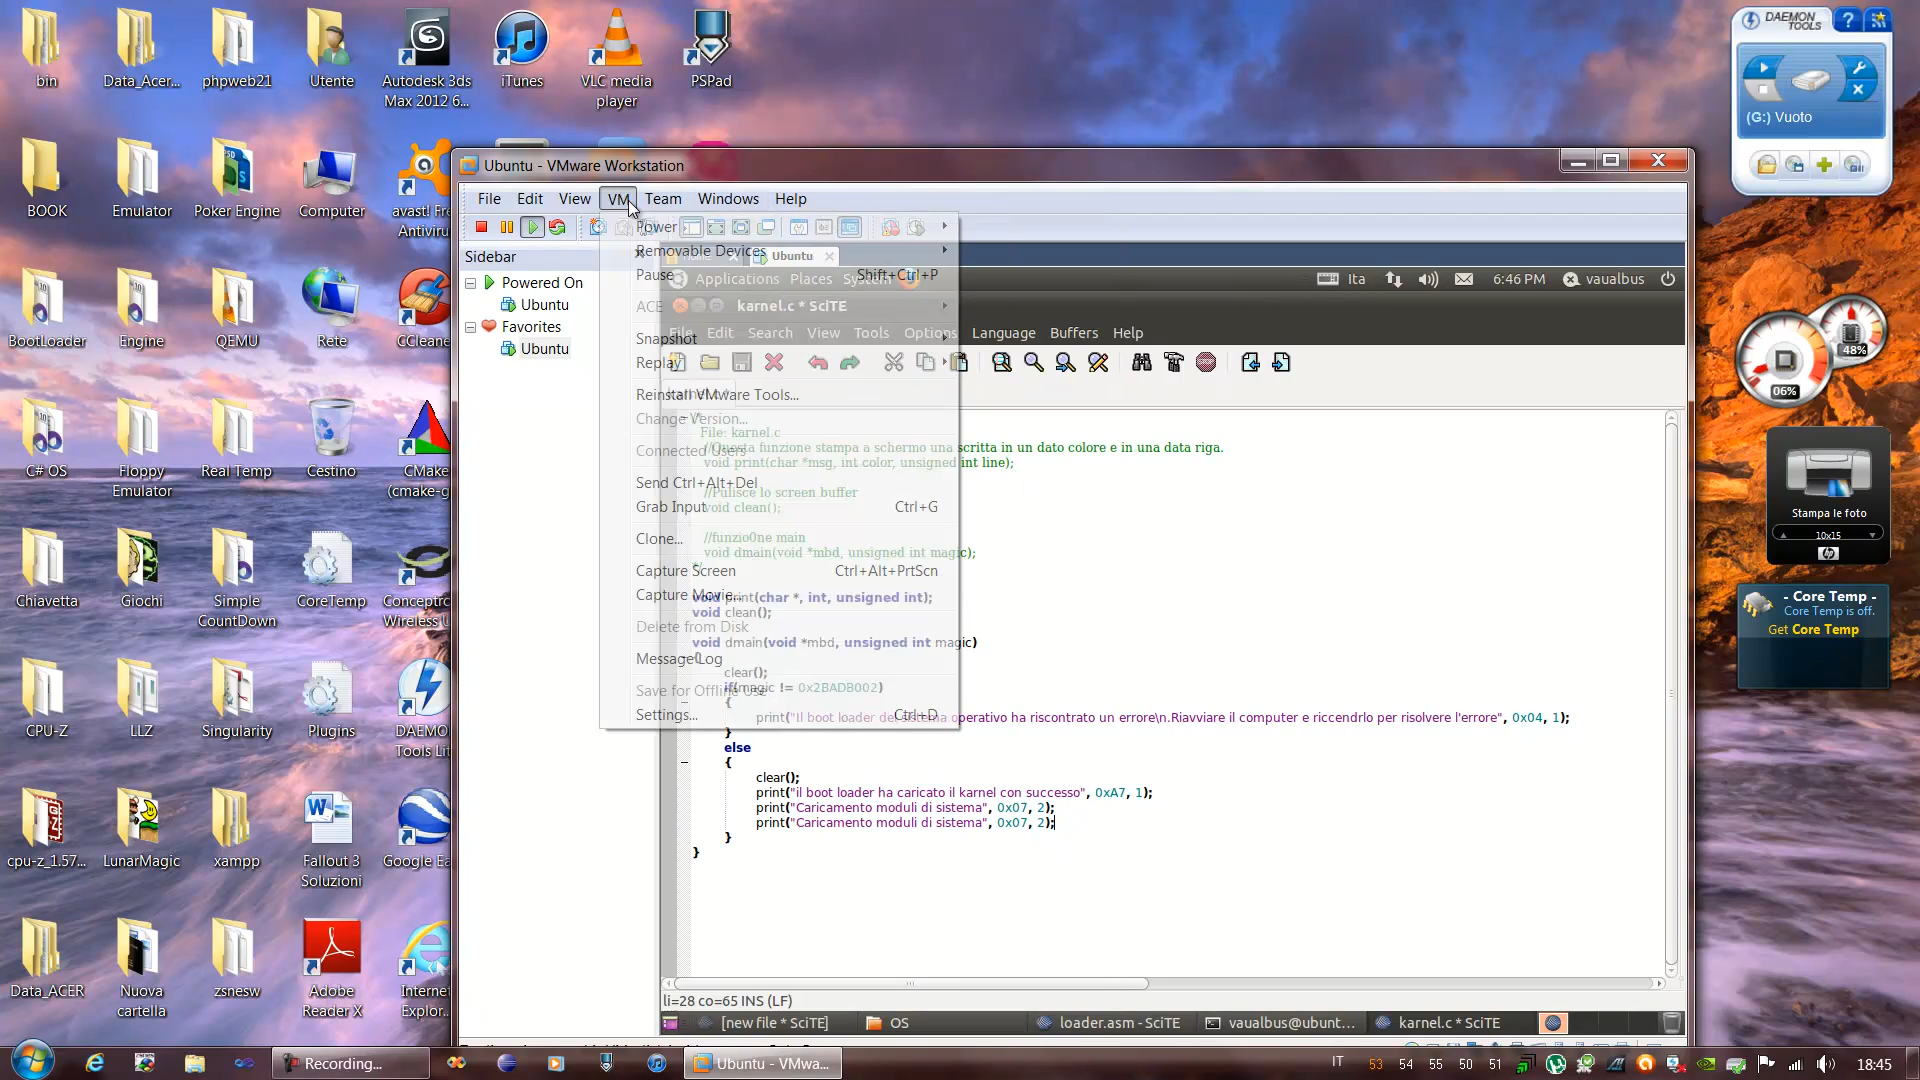 bin
Data_Acer...
phpweb21
Utente
Autodesk 3ds
Max 2012 6...
iTunes
VLC media
player
PSPad
BOOK
Emulator
Poker Engine
Computer
avast! Fre
Antiviru
BootLoader
Engine
QEMU
Rete
CCleane
C# OS
Floppy
Emulator
Real Temp
Cestino
CMake
(cmake-g
Chiavetta
Giochi
Simple
CountDown
CoreTemp
Conceptro
Wireless U
CPU-Z
LLZ
Singularity
Plugins
DAEMO
Tools Lit
cpu-z_1.57...
LunarMagic
xampp
Fallout 3
Soluzioni
Google Ea
Data_ACER
Nuova
cartella
zsnesw
Adobe
Reader X
Interne
Explor...
Ubuntu - VMware Workstation
File Edit View VM Team Windows Help
Sidebar
Powered On
Ubuntu
Favorites
Ubuntu
Power
Removable Devices
Pause Shift+Ctrl+P
ACE
Snapshot
Replay
Reinstall VMware Tools...
Change Version...
Connected Users
Send Ctrl+Alt+Del
Grab Input Ctrl+G
Clone...
Capture Screen Ctrl+Alt+PrtScn
Capture Movie...
Delete from Disk
Message Log
Save for Offline Use
Settings... Ctrl+D
Ubuntu
Applications Places System
Ita 6:46 PM vaualbus
karnel.c * SciTE
File Edit Search View Tools Options Language Buffers Help
File: karnel.c
//Questa funzione stampa a schermo una scritta in un dato colore e in una data riga.
void print(char *msg, int color, unsigned int line);
//Pulisce lo screen buffer
void clean();
//funzio0ne main
void dmain(void *mbd, unsigned int magic);
*/
void print(char *, int, unsigned int);
void clean();
void dmain(void *mbd, unsigned int magic)
{
clear();
if(magic != 0x2BADB002)
{
print("Il boot loader del sistema operativo ha riscontrato un errore\n.Riavviare il computer e riccendrlo per risolvere l'errore", 0x04, 1);
}
else
{
clear();
print("il boot loader ha caricato il karnel con successo", 0xA7, 1);
print("Caricamento moduli di sistema", 0x07, 2);
print("Caricamento moduli di sistema", 0x07, 2);
}
}
li=28 co=65 INS (LF)
[new file * SciTE]
OS
loader.asm - SciTE
vaualbus@ubunt...
karnel.c * SciTE
DAEMON
TOOLS
?
(G:) Vuoto
48%
06%
Stampa le foto
10x15
hp
- Core Temp -
Core Temp is off.
Get Core Temp
Recording...
Ubuntu - VMwa...
IT 53 54 55 50 51 18:45